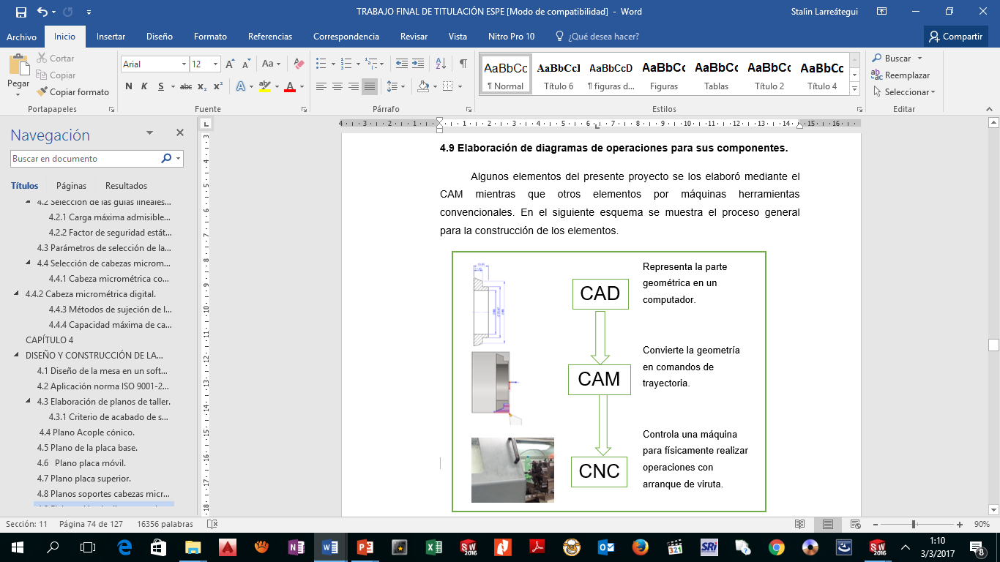 TRABAJO FINAL DE TITULACIÓN ESPE [Modo de compatibilidad] - Word
Stalin Larreátegui
Archivo
Inicio
Insertar
Diseño
Formato
Referencias
Correspondencia
Revisar
Vista
Nitro Pro 10
¿Qué desea hacer?
Compartir
Pegar
Cortar
Copiar
Copiar formato
Portapapeles
Arial
12
N K S abc x₂ x²
Fuente
Párrafo
AaBbCc
¶ Normal
AaBbCcI
Título 6
AaBbCcD
¶ figuras d...
AaBbCc
Figuras
AaBbCc
Tablas
AaBbCc
Título 2
AaBbCc
Título 4
Estilos
Buscar
Reemplazar
Seleccionar
Editar
Navegación
Buscar en documento
Títulos
Páginas
Resultados
4.2 Selección de las guías lineales...
4.2.1 Carga máxima admisible...
4.2.2 Factor de seguridad estát...
4.3 Parámetros de selección de la...
4.4 Selección de cabezas microm...
4.4.1 Cabeza micrométrica co...
4.4.2 Cabeza micrométrica digital.
4.4.3 Métodos de sujeción de l...
4.4.4 Capacidad máxima de ca...
CAPÍTULO 4
DISEÑO Y CONSTRUCCIÓN DE LA...
4.1 Diseño de la mesa en un soft...
4.2 Aplicación norma ISO 9001-2...
4.3 Elaboración de planos de taller.
4.3.1 Criterio de acabado de s...
4.4 Plano Acople cónico.
4.5 Plano de la placa base.
4.6 Plano placa móvil.
4.7 Plano placa superior.
4.8 Planos soportes cabezas micr...
4.9 Elaboración de diagramas de operaciones para sus componentes.
Algunos elementos del presente proyecto se los elaboró mediante el
CAM mientras que otros elementos por máquinas herramientas
convencionales. En el siguiente esquema se muestra el proceso general
para la construcción de los elementos.
CAD
Representa la parte
geométrica en un
computador.
CAM
Convierte la geometría
en comandos de
trayectoria.
CNC
Controla una máquina
para físicamente realizar
operaciones con
arranque de viruta.
Sección: 11
Página 74 de 127
16356 palabras
90%
1:10
3/3/2017